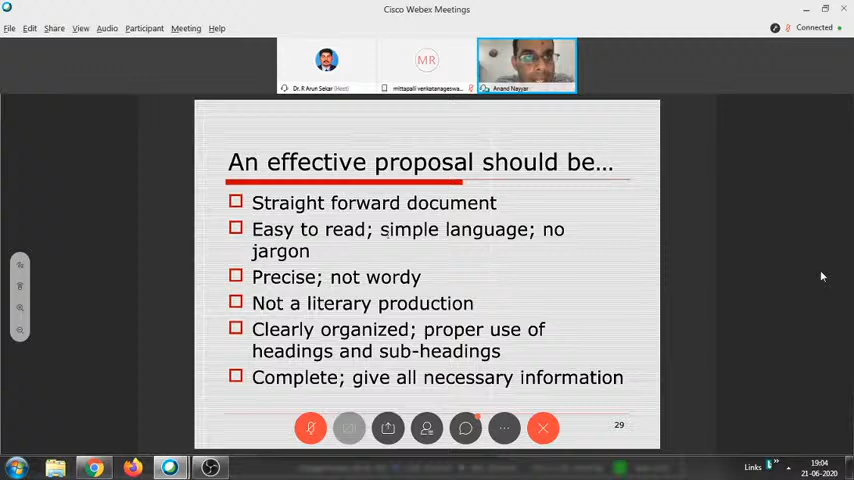 Cisco Webex Meetings
File Edit Share View Audio Participant Meeting Help
Connected
MR
Dr. R Arun Sekar (Host)
mittapalli venkatanageswa...
Anand Nayyar
An effective proposal should be...
Straight forward document
Easy to read; simple language; no
jargon
Precise; not wordy
Not a literary production
Clearly organized; proper use of
headings and sub-headings
Complete; give all necessary information
29
Links
19:04
21-06-2020